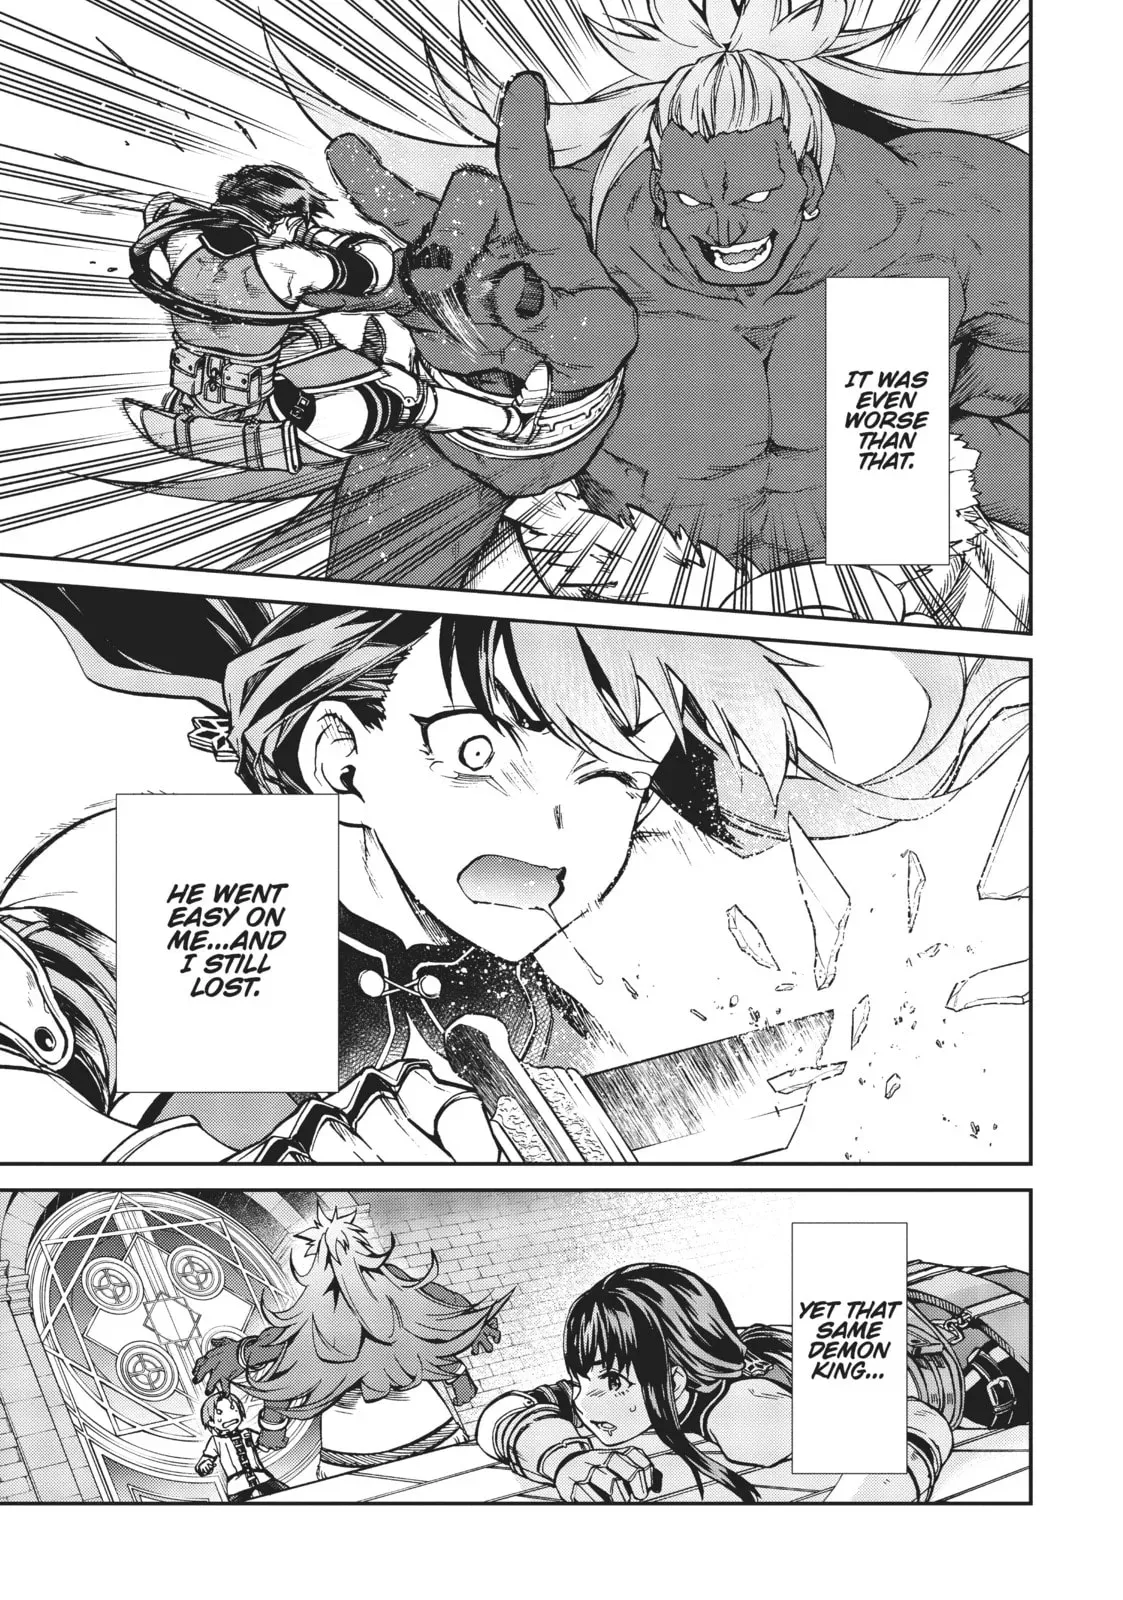 IT WAS
EVEN
WORSE
THAN
THAT.
HE WENT
EASY ON
ME...AND
I STILL
LOST.
YET THAT
SAME
DEMON
KING...